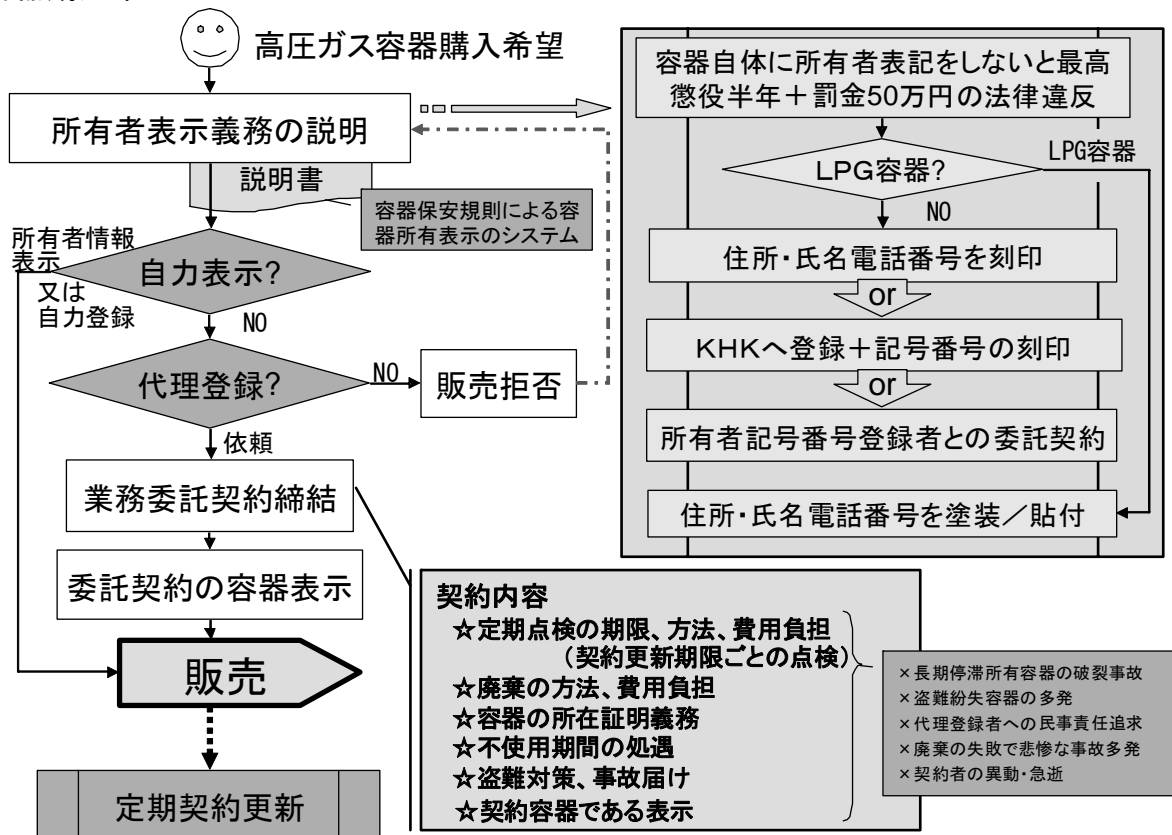 高圧ガス容器購入希望
所有者表示義務の説明
説明書
容器保安規則による容
器所有表示のシステム
所有者情報
表示
又は
自力登録
自力表示?
NO
代理登録?
NO
販売拒否
依頼
業務委託契約締結
委託契約の容器表示
販売
定期契約更新
容器自体に所有者表記をしないと最高
懲役半年+罰金50万円の法律違反
LPG容器?
LPG容器
NO
住所・氏名電話番号を刻印
or
KHKへ登録+記号番号の刻印
or
所有者記号番号登録者との委託契約
住所・氏名電話番号を塗装/貼付
契約内容
☆定期点検の期限、方法、費用負担
(契約更新期限ごとの点検)
☆廃棄の方法、費用負担
☆容器の所在証明義務
☆不使用期間の処遇
☆盗難対策、事故届け
☆契約容器である表示
×長期停滞所有容器の破裂事故
×盗難紛失容器の多発
×代理登録者への民事責任追求
×廃棄の失敗で悲惨な事故多発
×契約者の異動・急逝